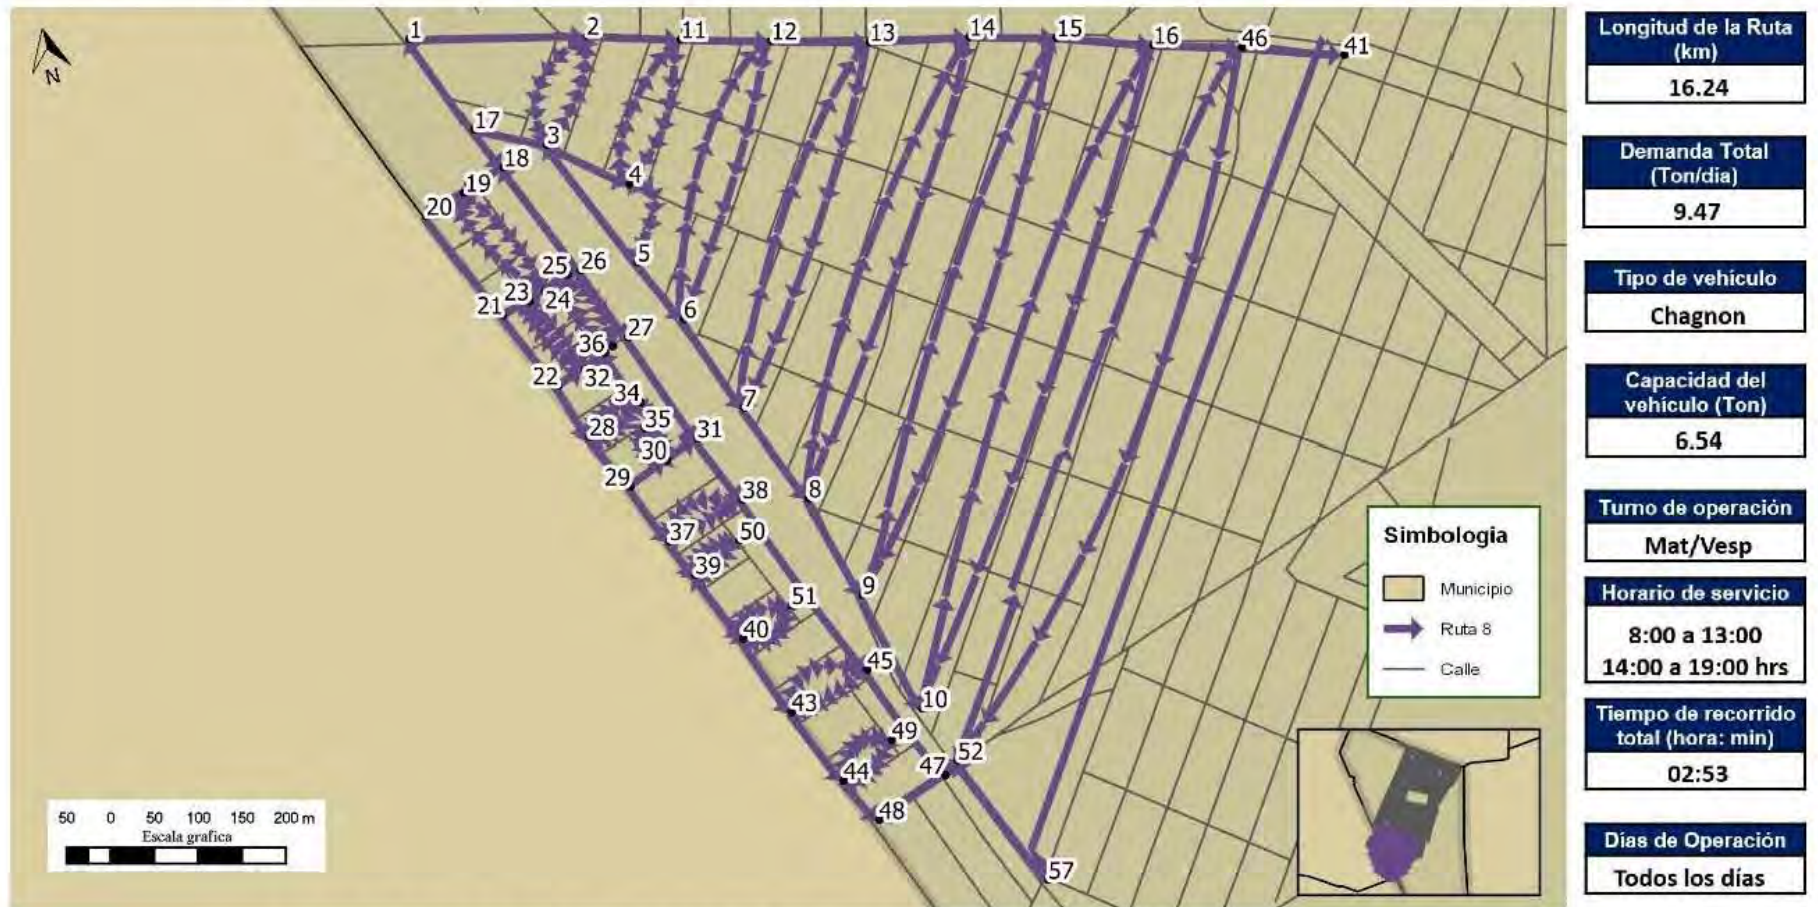 1
2
11
12
13
14
15
16
46
41
N
17
3
18
4
19
20
5
25
26
23
24
21
6
27
36
22
32
34
7
35
28
31
30
29
8
38
37
50
39
9
51
40
45
10
43
49
52
47
44
48
57
Simbologia
Municipio
Ruta 8
Calle
50 0 50 100 150 200 m
Escala grafica
Longitud de la Ruta
(km)
16.24
Demanda Total
(Ton/dia)
9.47
Tipo de vehiculo
Chagnon
Capacidad del
vehiculo (Ton)
6.54
Turno de operación
Mat/Vesp
Horario de servicio
8:00 a 13:00
14:00 a 19:00 hrs
Tiempo de recorrido
total (hora: min)
02:53
Dias de Operación
Todos los días